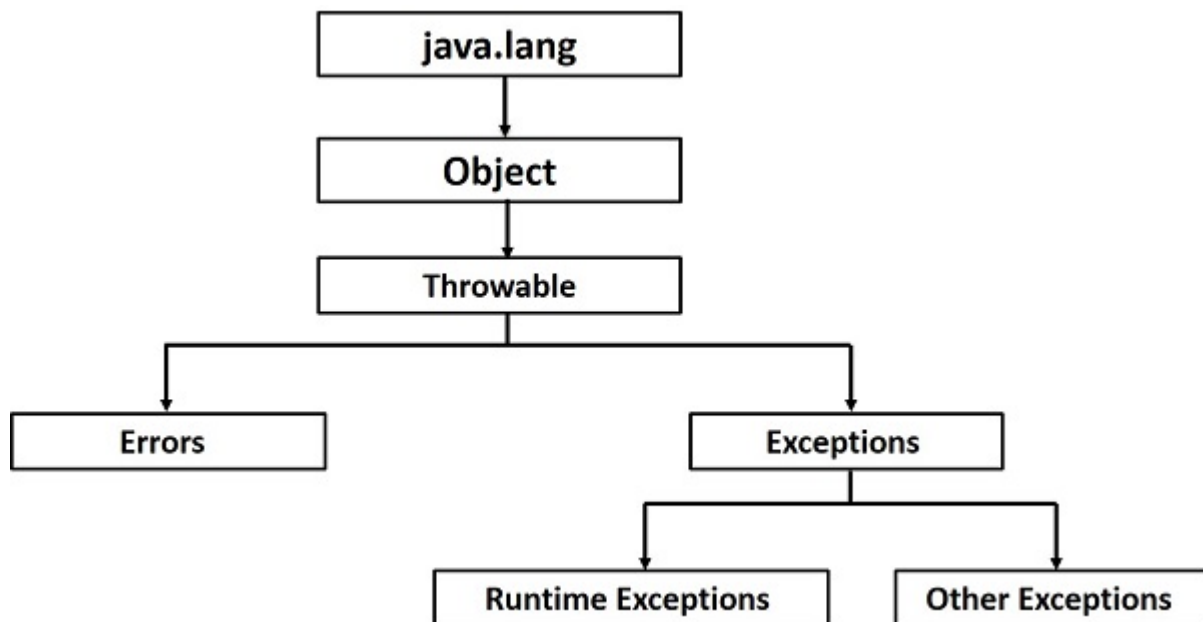 java.lang
Object
Throwable
Errors
Exceptions
Runtime Exceptions
Other Exceptions